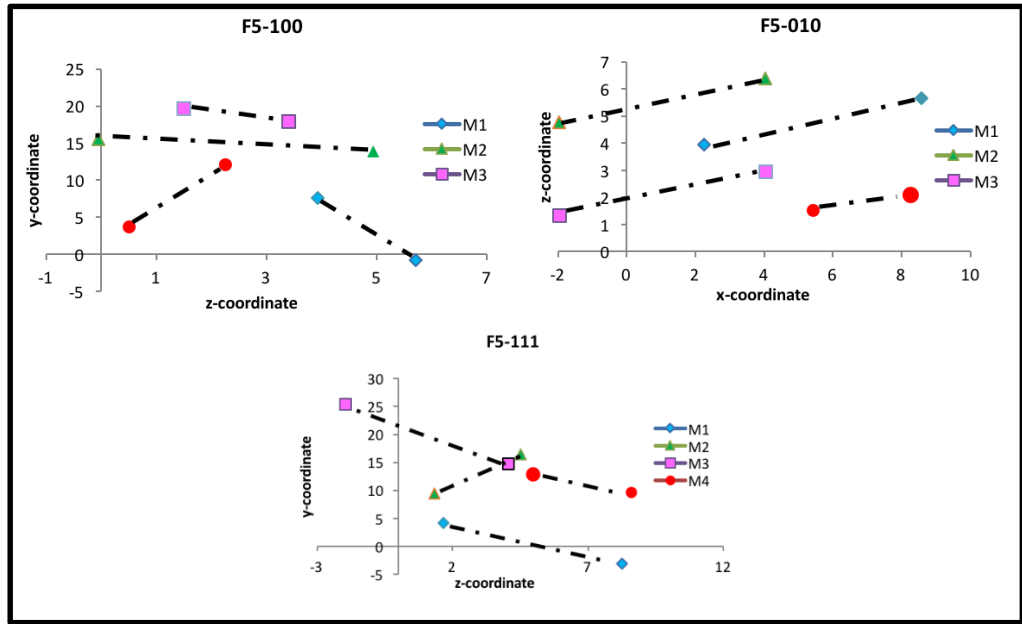 F5-100
25
20
15
10
5
0
-5
-1
1
3
5
7
y-coordinate
z-coordinate
M1
M2
M3
F5-010
7
6
5
4
3
2
1
0
-2
0
2
4
6
8
10
z-coordinate
x-coordinate
M1
M2
M3
F5-111
30
25
20
15
10
5
0
-5
-3
2
7
12
y-coordinate
z-coordinate
M1
M2
M3
M4